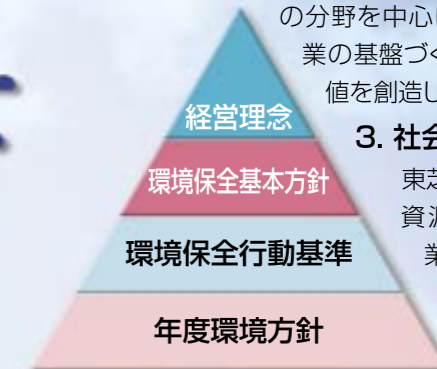 の分野を中心に
業の基盤づく
値を創造し
3. 社会
東芝
資源
業
経営理念
環境保全基本方針
環境保全行動基準
年度環境方針